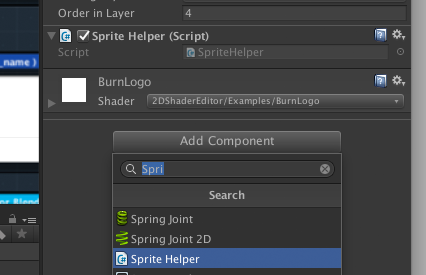 Order in Layer 4
Sprite Helper (Script)
Script SpriteHelper
_name )
BurnLogo
Shader 2DShaderEditor/Examples/BurnLogo
Add Component
Spri
Search
Spring Joint
Spring Joint 2D
Sprite Helper